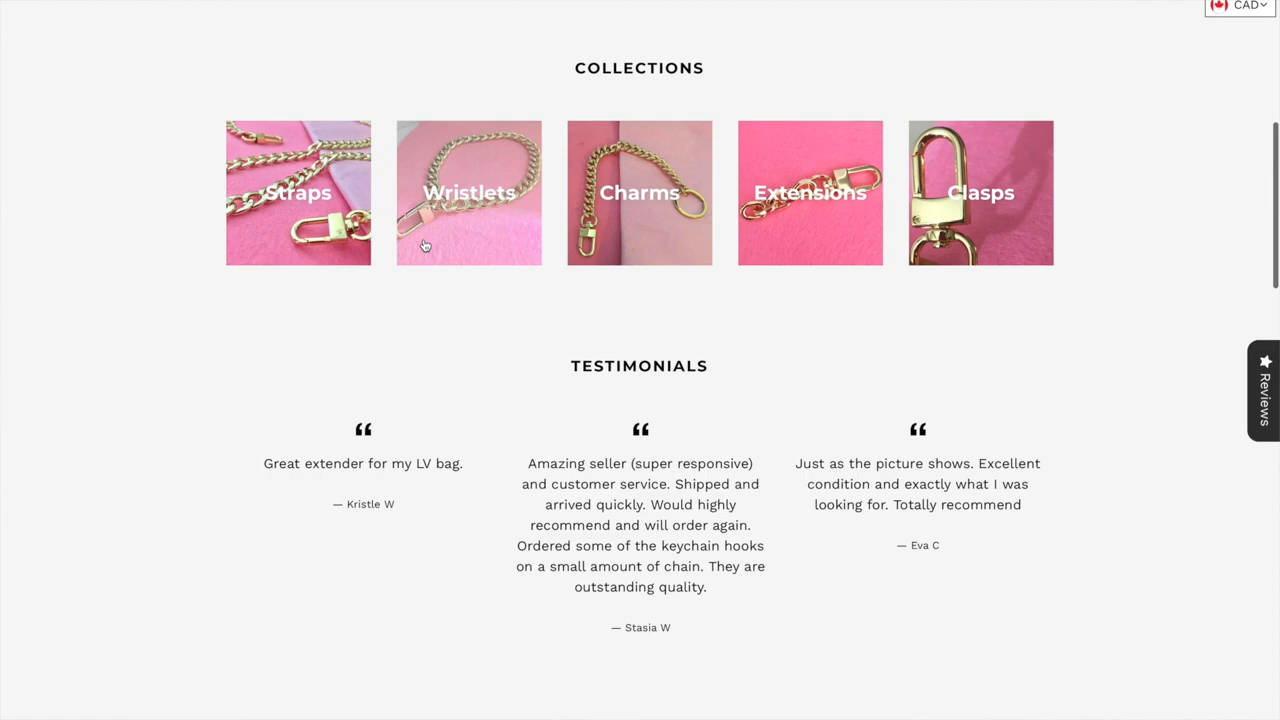 CAD
COLLECTIONS
Straps
Wristlets
Charms
Extensions
Clasps
Reviews
TESTIMONIALS
“
Great extender for my LV bag.
— Kristle W
“
Amazing seller (super responsive)
and customer service. Shipped and
arrived quickly. Would highly
recommend and will order again.
Ordered some of the keychain hooks
on a small amount of chain. They are
outstanding quality.
— Stasia W
“
Just as the picture shows. Excellent
condition and exactly what I was
looking for. Totally recommend
— Eva C